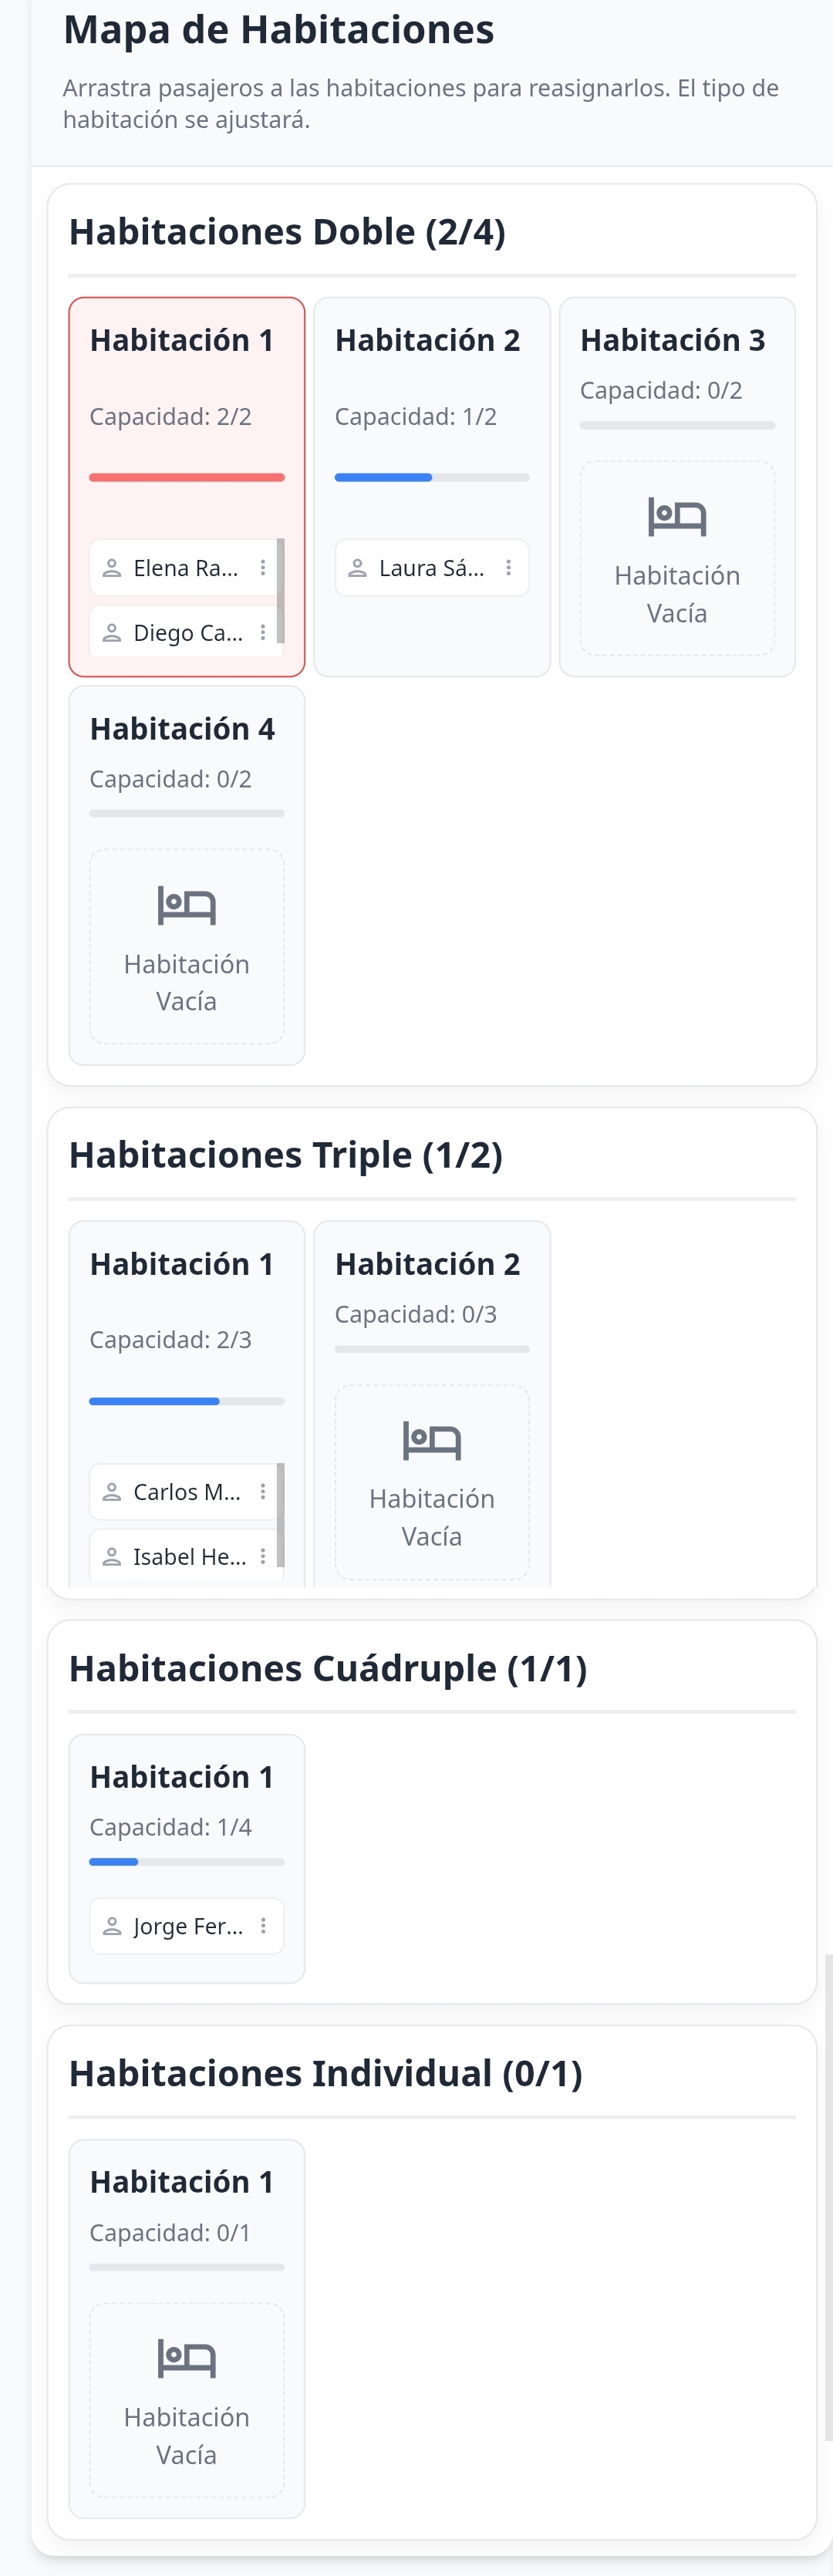 Mapa de Habitaciones
Arrastra pasajeros a las habitaciones para reasignarlos. El tipo de
habitación se ajustará.
Habitaciones Doble (2/4)
Habitación 1
Capacidad: 2/2
Elena Ra...
Diego Ca...
Habitación 2
Capacidad: 1/2
Laura Sá...
Habitación 3
Capacidad: 0/2
Habitación
Vacía
Habitación 4
Capacidad: 0/2
Habitación
Vacía
Habitaciones Triple (1/2)
Habitación 1
Capacidad: 2/3
Carlos M...
Isabel He...
Habitación 2
Capacidad: 0/3
Habitación
Vacía
Habitaciones Cuádruple (1/1)
Habitación 1
Capacidad: 1/4
Jorge Fer...
Habitaciones Individual (0/1)
Habitación 1
Capacidad: 0/1
Habitación
Vacía